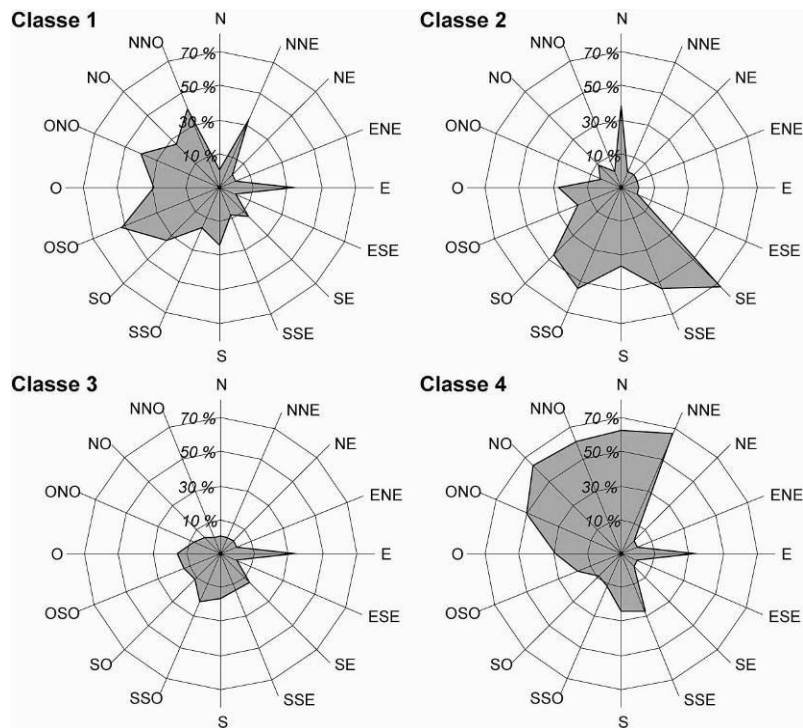 Classe 1
N
NNO
NNE
70 %
NO
NE
50 %
ONO
30 %
ENE
10 %
O
E
OSO
ESE
SO
SE
SSO
SSE
S
Classe 2
N
NNO
NNE
70 %
NO
NE
50 %
ONO
30 %
ENE
10 %
O
E
OSO
ESE
SO
SE
SSO
SSE
S
Classe 3
N
NNO
NNE
70 %
NO
NE
50 %
ONO
30 %
ENE
10 %
O
E
OSO
ESE
SO
SE
SSO
SSE
S
Classe 4
N
NNO
NNE
70 %
NO
NE
50 %
ONO
30 %
ENE
10 %
O
E
OSO
ESE
SO
SE
SSO
SSE
S